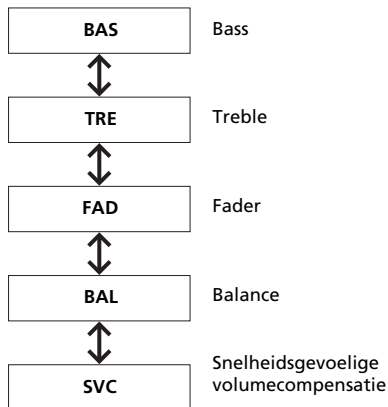 BAS Bass
TRE Treble
FAD Fader
BAL Balance
Snelheidsgevoelige
SVC volumecompensatie